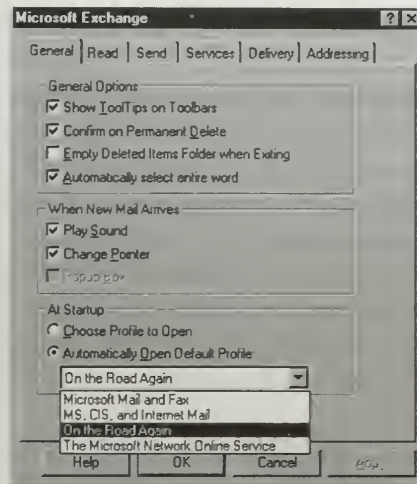 Microsoft Exchange
General Read Send Services Delivery Addressing
General Options
Show ToolTips on Toolbars
Confirm on Permanent Delete
Empty Deleted Items Folder when Exiting
Automatically select entire word
When New Mail Arrives
Play Sound
Change Pointer
Popup Box
At Startup
Choose Profile to Open
Automatically Open Default Profile:
On the Road Again
Microsoft Mail and Fax
MS, CIS, and Internet Mail
On the Road Again
The Microsoft Network Online Service
Help OK Cancel